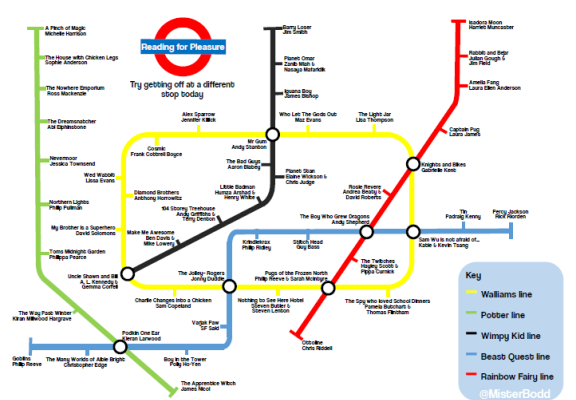 A Pinch of Magic
Michelle Harrison
The House with Chicken Legs
Sophie Anderson
The Nowhere Emporium
Ross Mackenzie
The Dreamsnatcher
Abi Elphinstone
Nevermoor
Jessica Townsend
Northern Lights
Philip Pullman
My Brother is a Superhero
David Solomons
Toms Midnight Garden
Philippa Pearce
Uncle Shawn and Bill
A. L. Kennedy &
Gemma Correll
The Way Past Winter
Kiran Millwood Hargrave
Goblins
Philip Reeve
The Many Worlds of Albie Bright
Christopher Edge
Podkin One Ear
Kieran Larwood
Boy in the Tower
Polly Ho-Yen
The Apprentice Witch
James Nicol
Reading for Pleasure
Try getting off at a different
stop today
Barry Loser
Jim Smith
Planet Omar
Zanib Mian &
Nasaya Mafaridik
Iguana Boy
James Bishop
Alex Sparrow
Jennifer Killick
Who Let The Gods Out
Maz Evans
The Light Jar
Lisa Thompson
Cosmic
Frank Cottrell Boyce
Mr Gum
Andy Stanton
The Bad Guys
Aaron Blabey
Planet Stan
Elaine Wickson &
Chris Judge
Wed Wabbit
Lissa Evans
Diamond Brothers
Anthony Horowitz
Little Badman
Humza Arshad &
Henry White
104 Storey Treehouse
Andy Griffiths &
Terry Denton
Make Me Awesome
Ben Davis &
Mike Lowery
Isadora Moon
Harriet Muncaster
Rabbit and Bear
Julian Gough &
Jim Field
Amelia Fang
Laura Ellen Anderson
Captain Pug
Laura James
Knights and Bikes
Gabrielle Kent
Rosie Revere
Andrea Beaty &
David Roberts
The Boy Who Grew Dragons
Andy Shepherd
Tin
Padraig Kenny
Percy Jackson
Rick Riorden
Sam Wu is not afraid of...
Katie & Kevin Tsang
Krindlekrax
Philip Ridley
Stitch Head
Guy Bass
The Twitches
Hayley Scott &
Pippa Curnick
The Jolley-Rogers
Jonny Duddle
Pugs of the Frozen North
Philip Reeve & Sarah McIntyre
Charlie Changes into a Chicken
Sam Copeland
Nothing to See Here Hotel
Steven Butler &
Steven Lenton
The Spy who loved School Dinners
Pamela Butchart &
Thomas Flintham
Varjak Paw
SF Said
Ottoline
Chris Riddell
Key
Walliams line
Potter line
Wimpy Kid line
Beast Quest line
Rainbow Fairy line
@MisterBodd